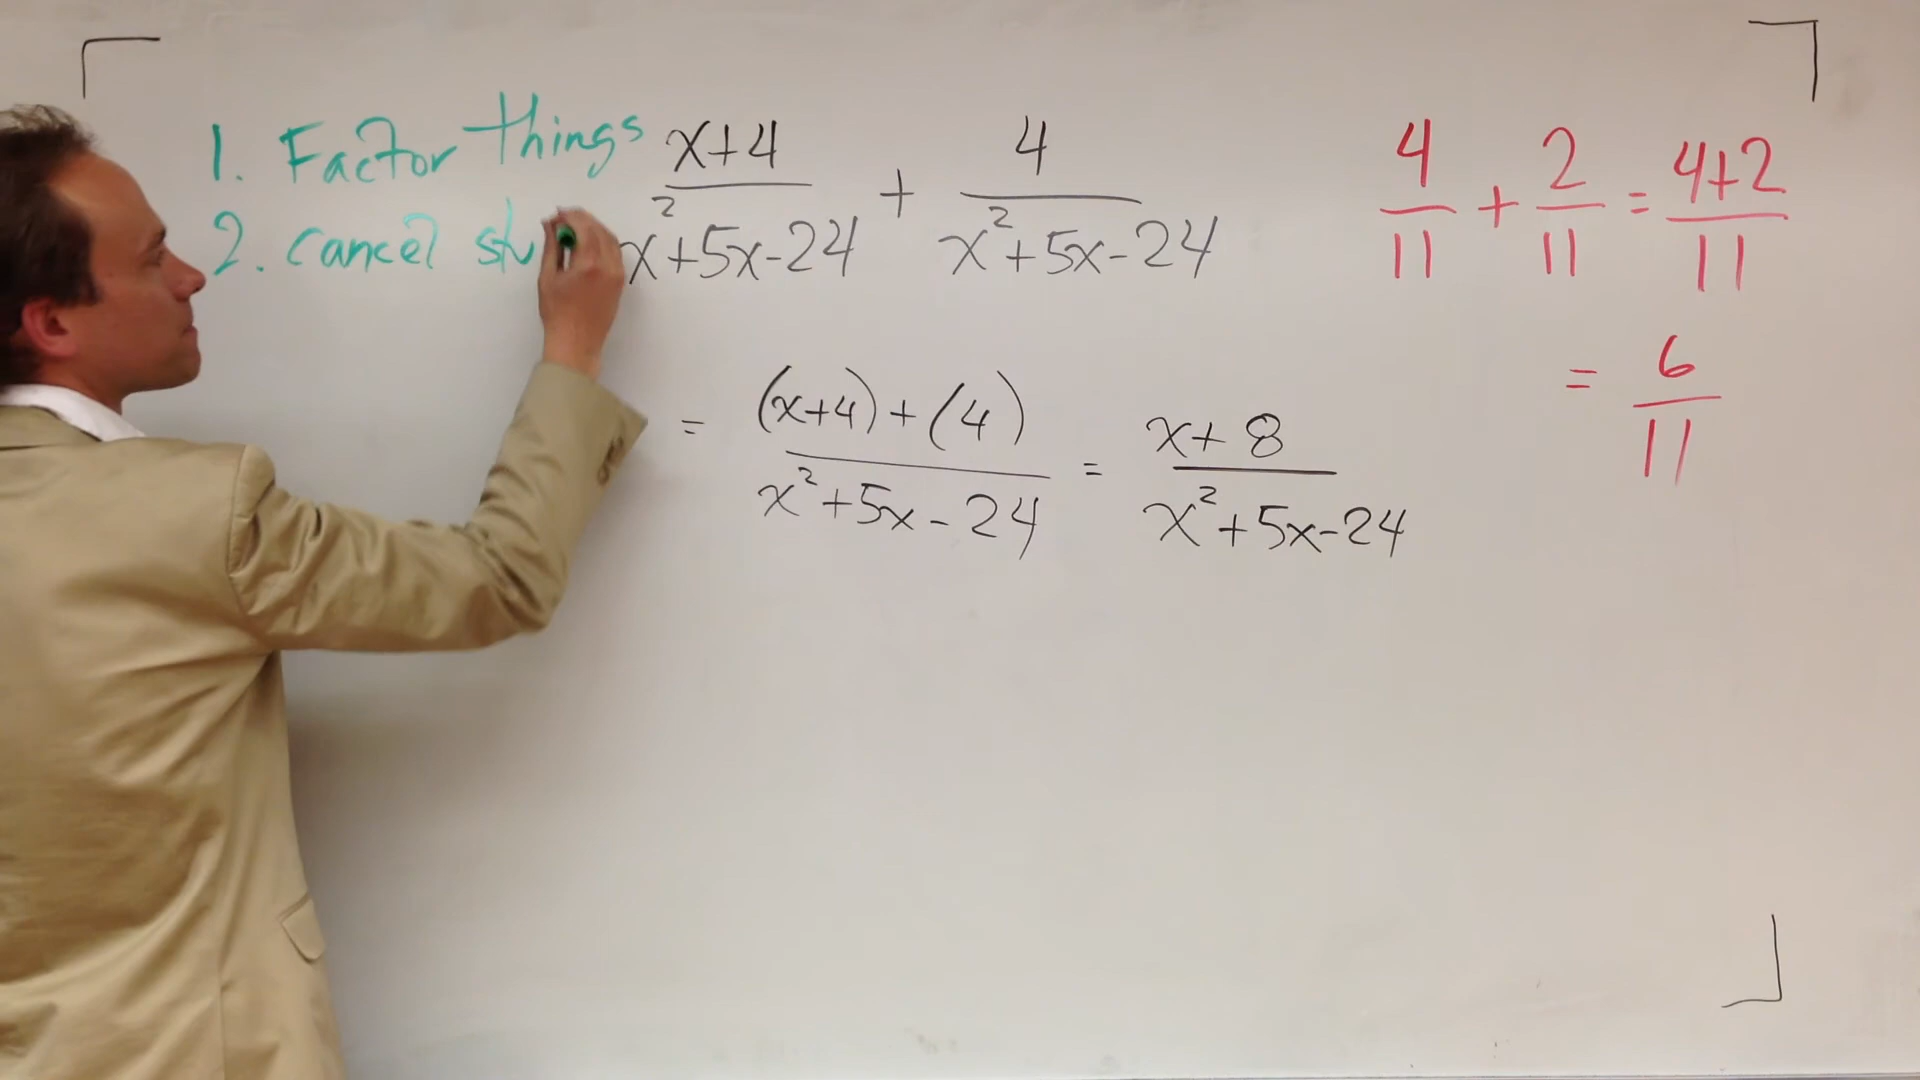 1. Factor things
2. cancel
x+4 / x²+5x-24 + 4 / x²+5x-24
= (x+4)+(4) / x²+5x-24 = x+8 / x²+5x-24
4/11 + 2/11 = 4+2/11
= 6/11